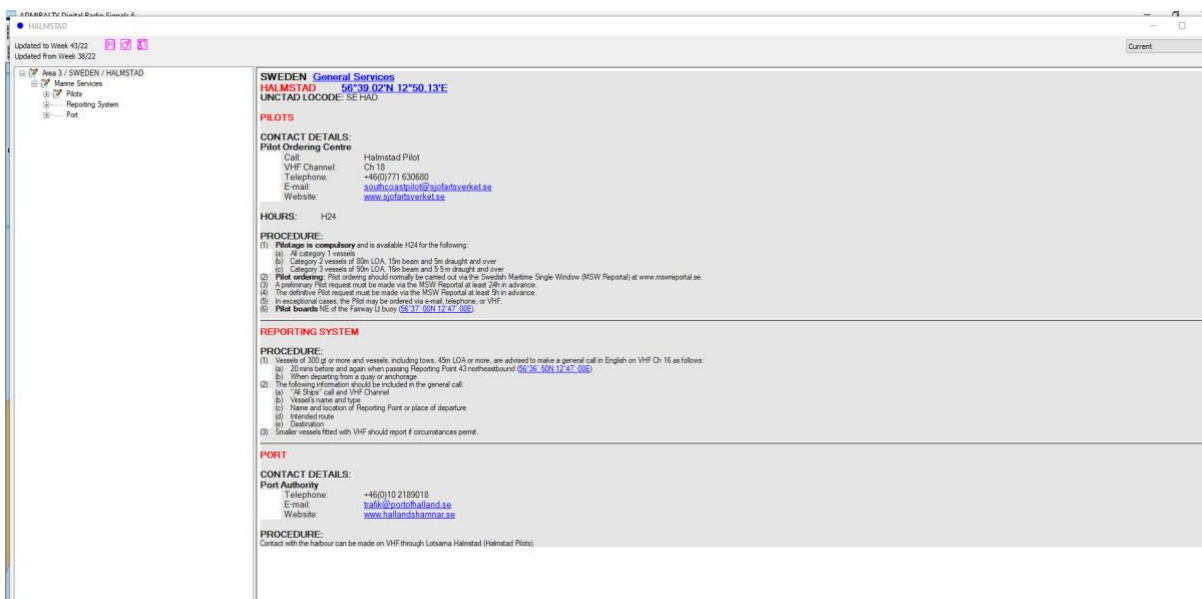 ADMIRALTY Digital Radio Signals 6
HALMSTAD
Updated to Week 43/22
Updated from Week 38/22
Current
Area 3 / SWEDEN / HALMSTAD
Marine Services
Pilots
Reporting System
Port
SWEDEN General Services
HALMSTAD 56°39.02'N 12°50.13'E
UNCTAD LOCODE: SE HAD
PILOTS
CONTACT DETAILS:
Pilot Ordering Centre
Call: Halmstad Pilot
VHF Channel: Ch 18
Telephone: +46(0)771 630680
E-mail: southcoastpilot@sjofartsverket.se
Website: www.sjofartsverket.se
HOURS: H24
PROCEDURE:
(1) Pilotage is compulsory and is available H24 for the following:
(a) All category 1 vessels
(b) Category 2 vessels of 80m LOA, 15m beam and 5m draught and over
(c) Category 3 vessels of 90m LOA, 16m beam and 5·5 m draught and over
(2) Pilot ordering: Pilot ordering should normally be carried out via the Swedish Maritime Single Window (MSW Reportal) at www.mswreportal.se.
(3) A preliminary Pilot request must be made via the MSW Reportal at least 24h in advance.
(4) The definitive Pilot request must be made via the MSW Reportal at least 5h in advance.
(5) In exceptional cases, the Pilot may be ordered via e-mail, telephone, or VHF.
(6) Pilot boards NE of the Fairway Lt buoy (56°37´·00N 12°47´·00E).
REPORTING SYSTEM
PROCEDURE:
(1) Vessels of 300 gt or more and vessels, including tows, 45m LOA or more, are advised to make a general call in English on VHF Ch 16 as follows:
(a) 20 mins before and again when passing Reporting Point 43 northeastbound (56°36´·50N 12°47´·00E)
(b) When departing from a quay or anchorage
(2) The following information should be included in the general call:
(a) "All Ships" call and VHF Channel
(b) Vessel's name and type
(c) Name and location of Reporting Point or place of departure
(d) Intended route
(e) Destination
(3) Smaller vessels fitted with VHF should report if circumstances permit.
PORT
CONTACT DETAILS:
Port Authority
Telephone: +46(0)10 2189018
E-mail: trafik@portofhalland.se
Website: www.hallandshamnar.se
PROCEDURE:
Contact with the harbour can be made on VHF through Lotsarna Halmstad (Halmstad Pilots).